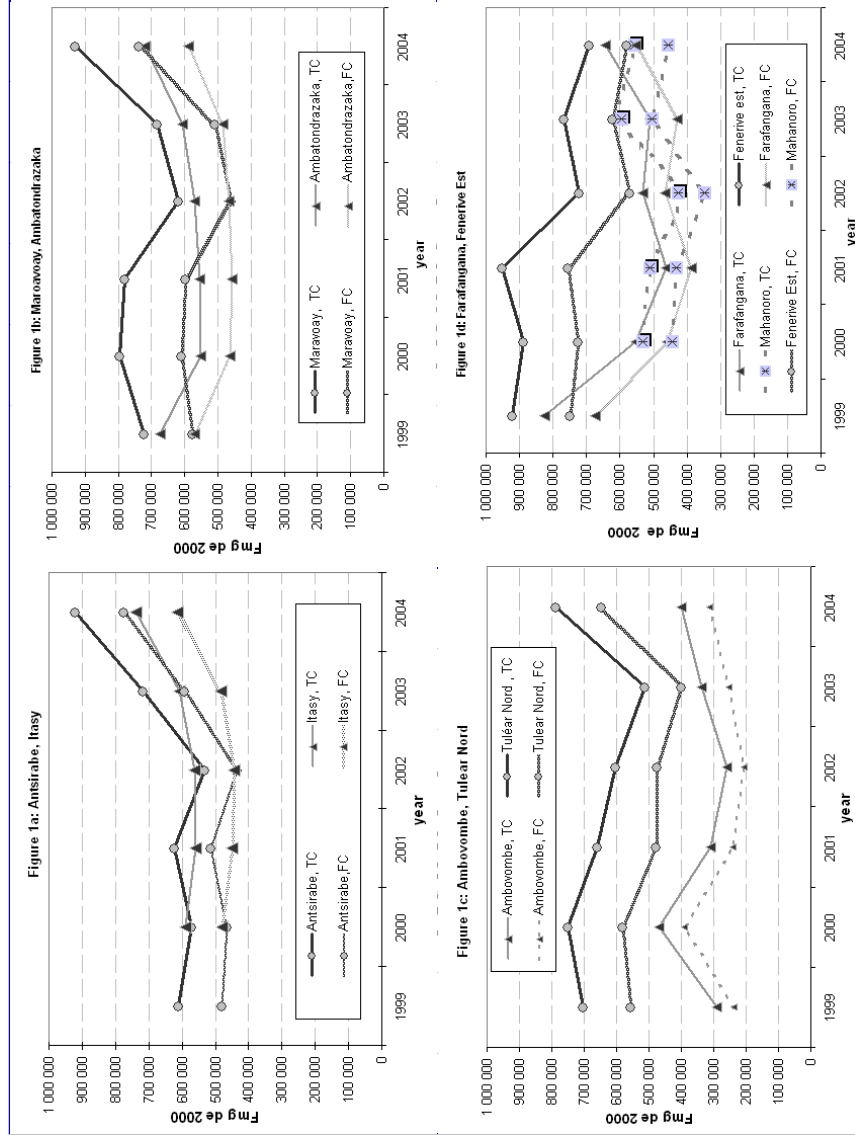 Figure 1a: Antsirabe, Itasy
Fmg de 2000
1 000 000
900 000
800 000
700 000
600 000
500 000
400 000
300 000
200 000
100 000
0
1999
2000
2001
2002
2003
2004
year
Antsirabe, TC
Itasy, TC
Antsirabe,FC
Itasy, FC
Figure 1b: Maroavoay, Ambatondrazaka
Fmg de 2000
1 000 000
900 000
800 000
700 000
600 000
500 000
400 000
300 000
200 000
100 000
0
1999
2000
2001
2002
2003
2004
year
Maravoay, TC
Ambatondrazaka, TC
Maravoay, FC
Ambatondrazaka,FC
Figure 1c: Ambovombe, Tulear Nord
Fmg de 2000
1 000 000
900 000
800 000
700 000
600 000
500 000
400 000
300 000
200 000
100 000
0
1999
2000
2001
2002
2003
2004
year
Ambovombe, TC
Tuléar Nord , TC
Ambovombe, FC
Tulear Nord, FC
Figure 1d: Farafangana, Fenerive Est
Fmg de 2000
1 000 000
900 000
800 000
700 000
600 000
500 000
400 000
300 000
200 000
100 000
0
1999
2000
2001
2002
2003
2004
year
Farafangana, TC
Fenerive est, TC
Mahanoro, TC
Farafangana, FC
Fenerive Est, FC
Mahanoro, FC